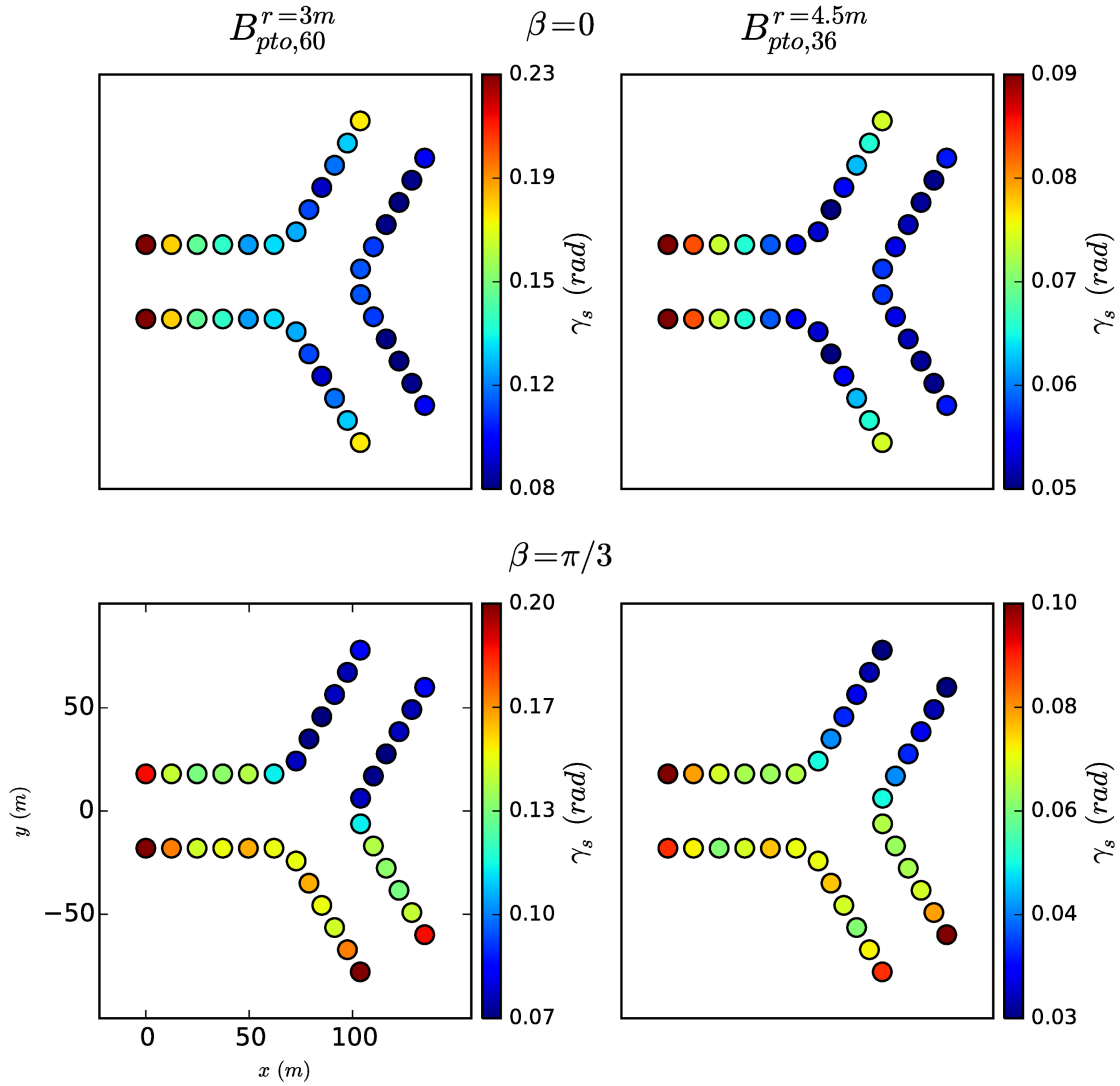 B_{pto,60}^{r=3m} β=0 B_{pto,36}^{r=4.5m}
0.23
0.19
0.15
0.12
0.08
γ_s (rad)
0.09
0.08
0.07
0.06
0.05
γ_s (rad)
β=π/3
50
0
−50
y (m)
0 50 100
x (m)
0.20
0.17
0.13
0.10
0.07
γ_s (rad)
0.10
0.08
0.06
0.04
0.03
γ_s (rad)